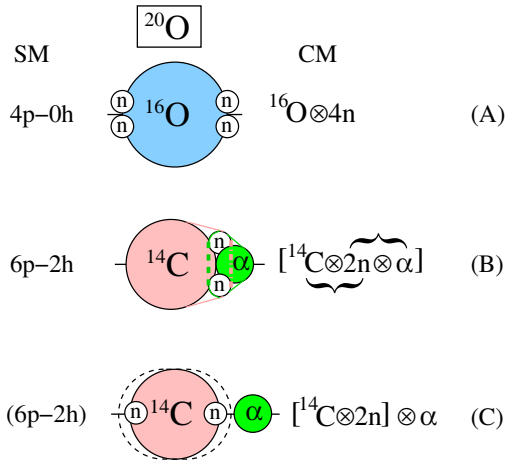 ²⁰O
SM CM
n n
4p−0h ¹⁶O ¹⁶O⊗4n (A)
n n
n
6p−2h ¹⁴C α [¹⁴C⊗2n⊗α] (B)
n
(6p−2h) n ¹⁴C n α [¹⁴C⊗2n]⊗α (C)